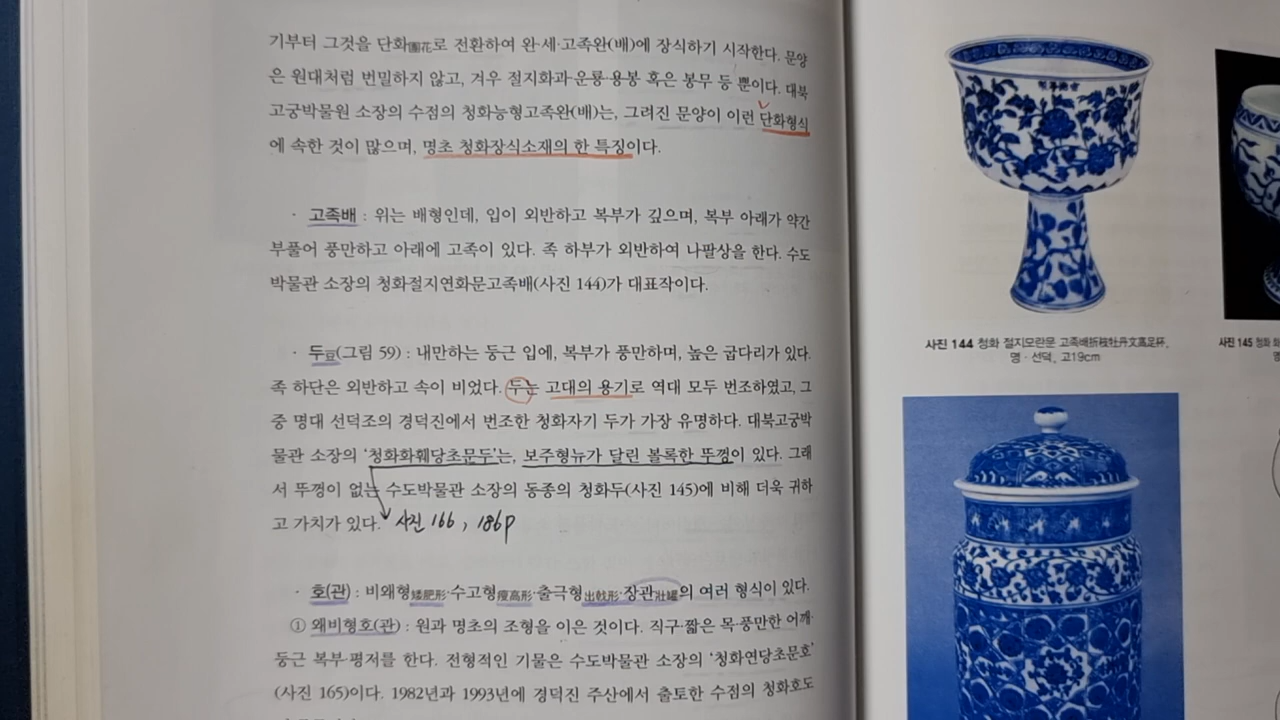 기부터 그것을 단화團花로 전환하여 완·세·고족완(배)에 장식하기 시작한다. 문양
은 원대처럼 번밀하지 않고, 겨우 절지화과·운룡·용봉 혹은 봉무 등 뿐이다. 대북
고궁박물원 소장의 수점의 청화능형고족완(배)는, 그려진 문양이 이런 단화형식
에 속한 것이 많으며, 명초 청화장식소재의 한 특징이다.
· 고족배 : 위는 배형인데, 입이 외반하고 복부가 깊으며, 복부 아래가 약간
부풀어 풍만하고 아래에 고족이 있다. 족 하부가 외반하여 나팔상을 한다. 수도
박물관 소장의 청화절지연화문고족배(사진 144)가 대표작이다.
· 두豆(그림 59) : 내만하는 둥근 입에, 복부가 풍만하며, 높은 굽다리가 있다.
족 하단은 외반하고 속이 비었다. 두는 고대의 용기로 역대 모두 번조하였고, 그
중 명대 선덕조의 경덕진에서 번조한 청화자기 두가 가장 유명하다. 대북고궁박
물관 소장의 '청화화훼당초문두'는, 보주형뉴가 달린 볼록한 뚜껑이 있다. 그래
서 뚜껑이 없는 수도박물관 소장의 동종의 청화두(사진 145)에 비해 더욱 귀하
고 가치가 있다. 사진 166, 186p
· 호(관) : 비왜형矮肥形·수고형瘦高形·출극형出戟形·장관壯罐의 여러 형식이 있다.
① 왜비형호(관) : 원과 명초의 조형을 이은 것이다. 직구·짧은 목·풍만한 어깨·
둥근 복부·평저를 한다. 전형적인 기물은 수도박물관 소장의 '청화연당초문호'
(사진 165)이다. 1982년과 1993년에 경덕진 주산에서 출토한 수점의 청화호도
사진 144 청화 절지모란문 고족배折枝牡丹文高足杯,
명·선덕, 고19cm
사진 145 청화